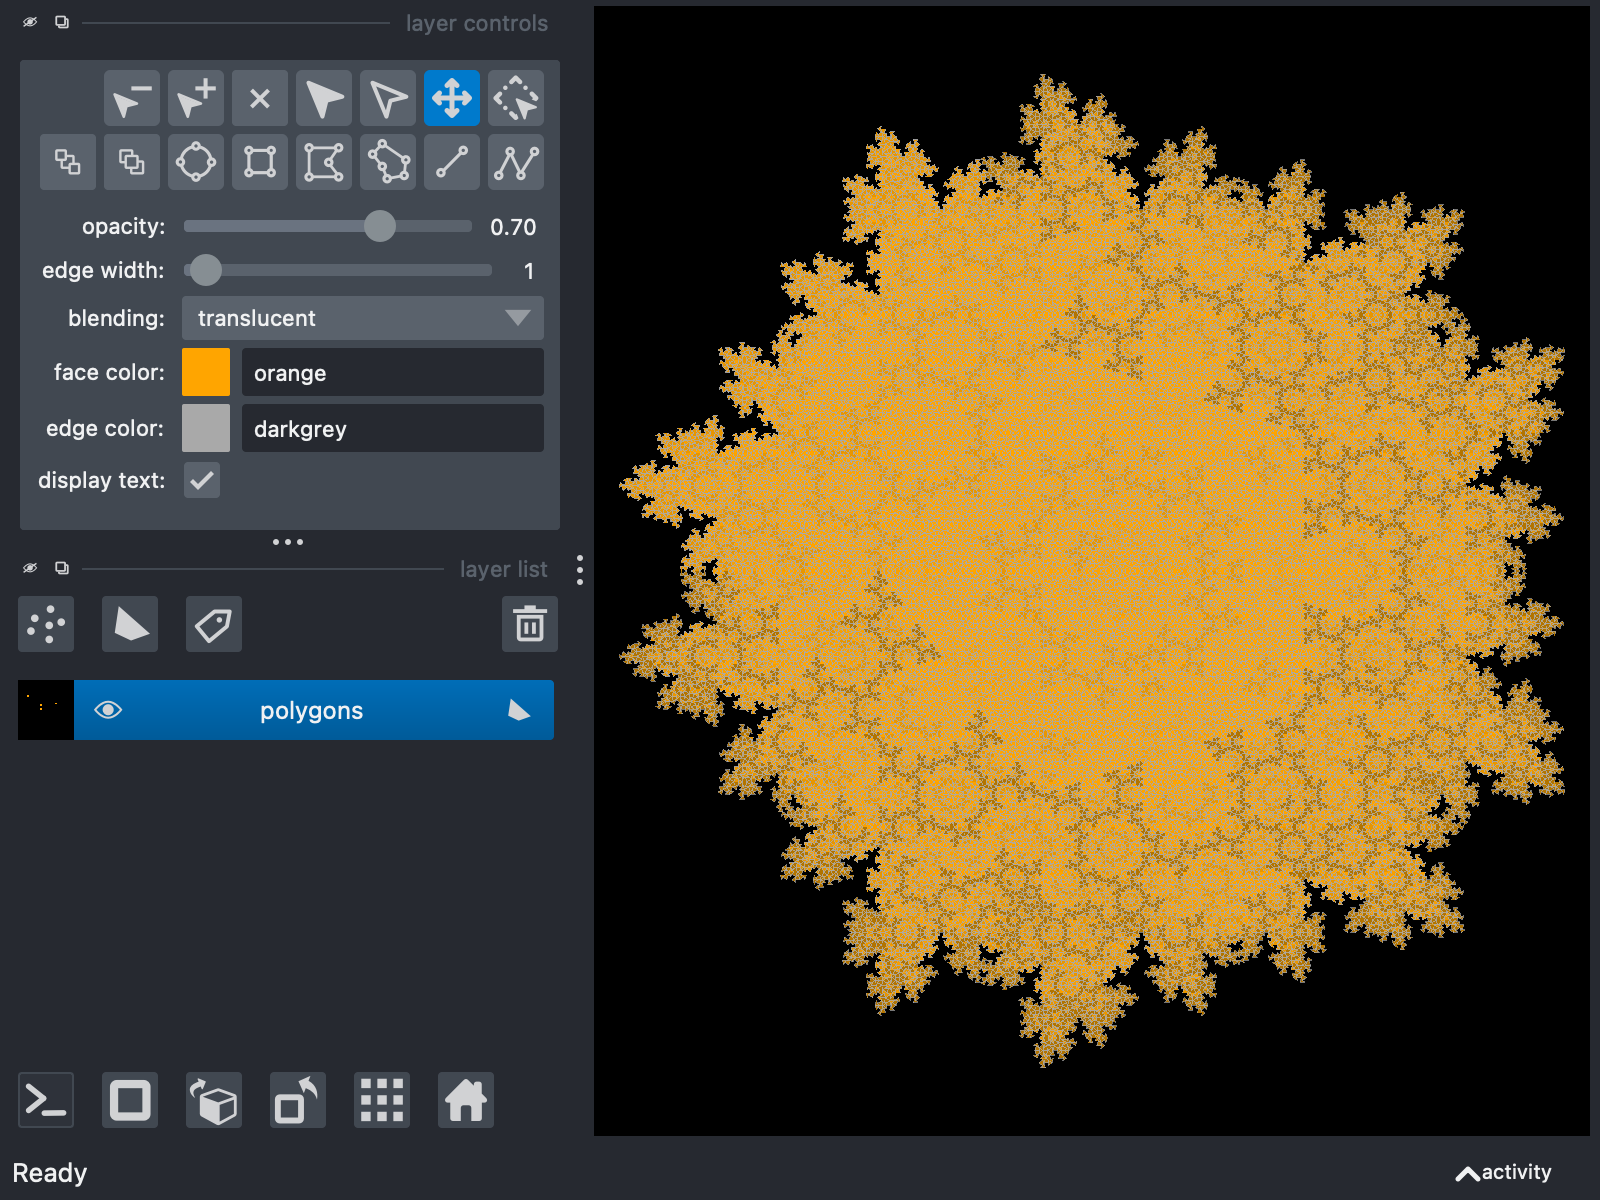 layer controls
opacity: 0.70
edge width: 1
blending: translucent
face color: orange
edge color: darkgrey
display text:
layer list
polygons
Ready
activity